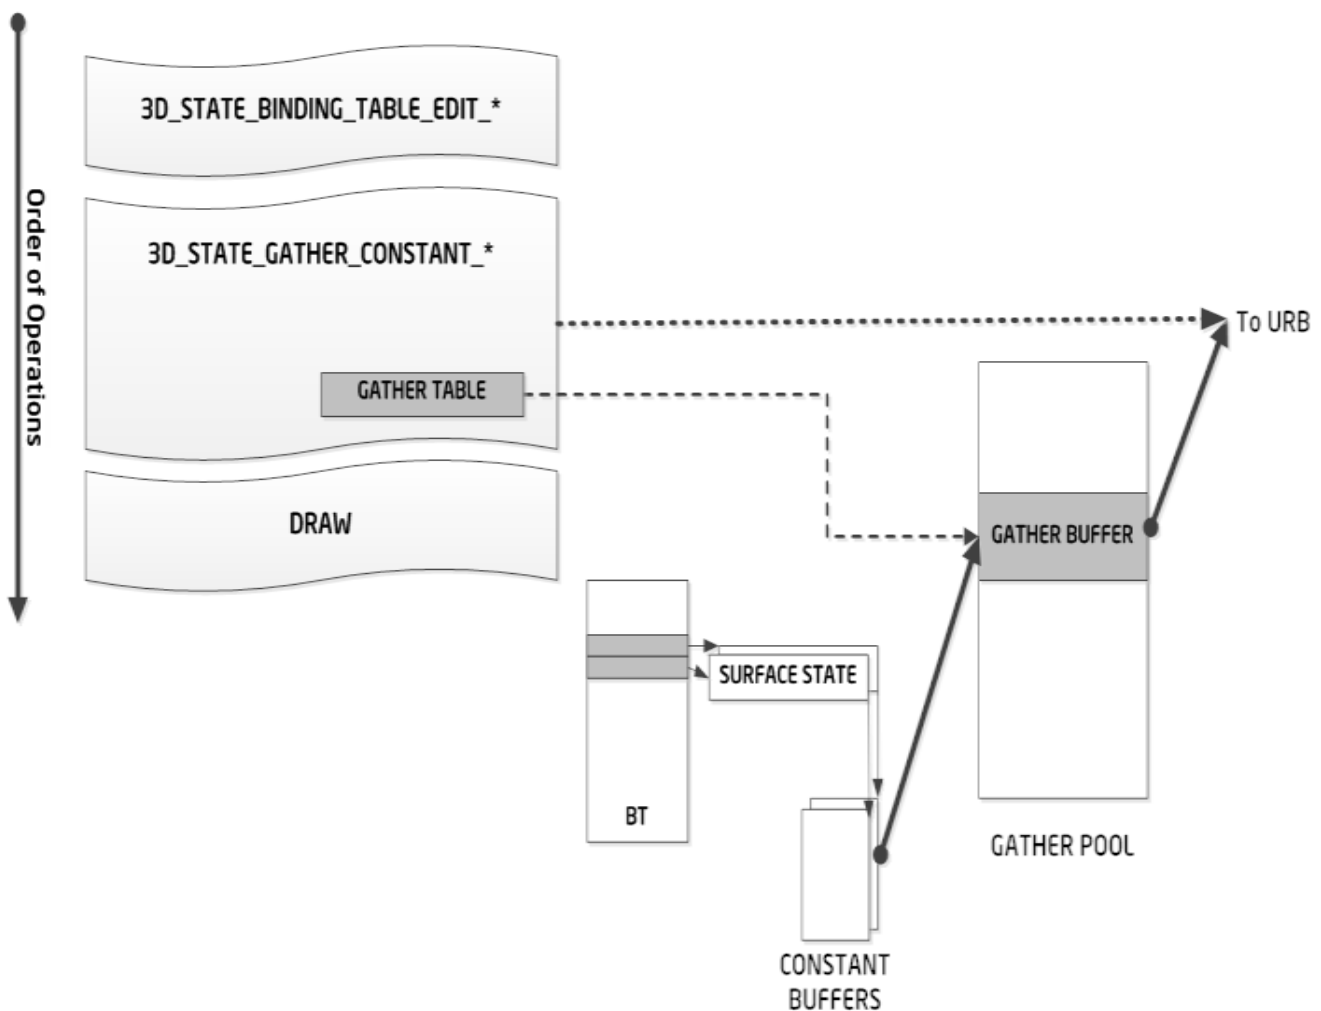 3D_STATE_BINDING_TABLE_EDIT_*
Order of Operations
3D_STATE_GATHER_CONSTANT_*
To URB
GATHER TABLE
DRAW
GATHER BUFFER
SURFACE STATE
BT
GATHER POOL
CONSTANT
BUFFERS